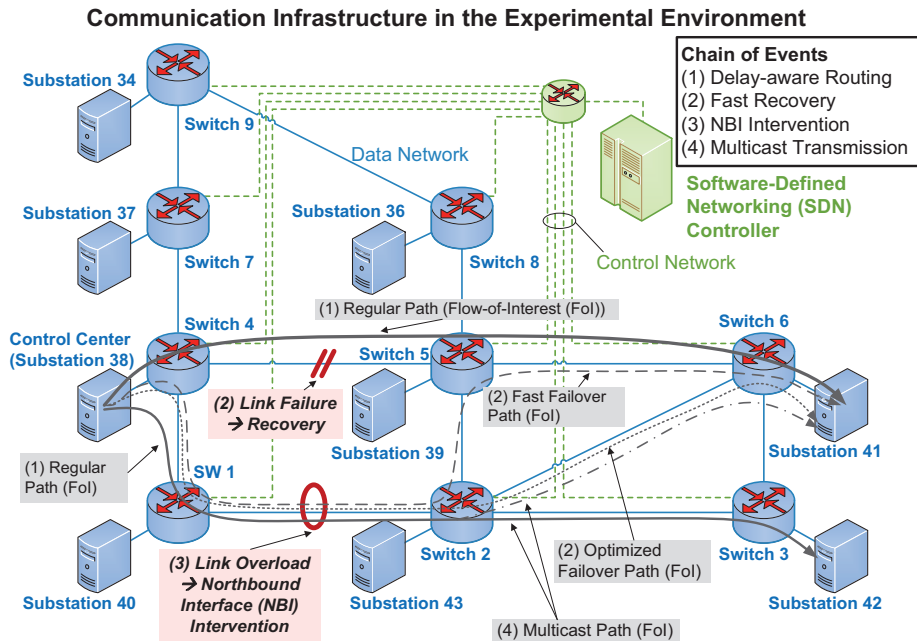 Communication Infrastructure in the Experimental Environment
Chain of Events
(1) Delay-aware Routing
(2) Fast Recovery
(3) NBI Intervention
(4) Multicast Transmission
Substation 34
Switch 9
Data Network
Software-Defined
Networking (SDN)
Controller
Substation 37
Substation 36
Switch 7
Switch 8
Control Network
(1) Regular Path (Flow-of-Interest (FoI))
Control Center
(Substation 38)
Switch 4
Switch 5
Switch 6
(2) Link Failure
→ Recovery
(2) Fast Failover
Path (FoI)
Substation 39
Substation 41
(1) Regular
Path (FoI)
SW 1
Switch 2
Switch 3
(3) Link Overload
→ Northbound
Interface (NBI)
Intervention
(2) Optimized
Failover Path (FoI)
Substation 40
Substation 43
Substation 42
(4) Multicast Path (FoI)